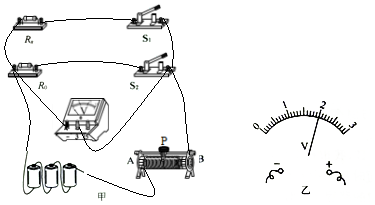 Rₓ S₁
R₀ S₂
V
P
A B
甲
0 1 2 3
V
- +
乙